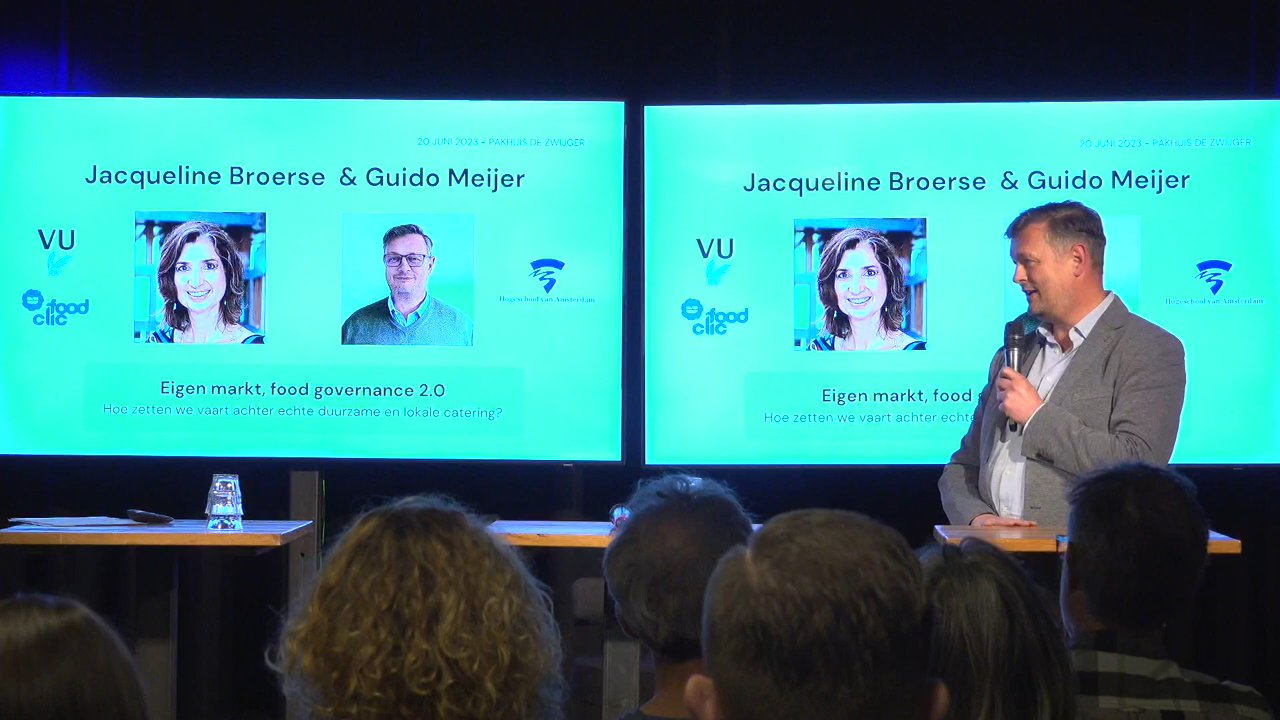 20 JUNI 2023 - PAKHUIS DE ZWIJGER
Jacqueline Broerse & Guido Meijer
VU
food
clic
Hogeschool van Amsterdam
Eigen markt, food governance 2.0
Hoe zetten we vaart achter echte duurzame en lokale catering?
20 JUNI 2023 - PAKHUIS DE ZWIJGER
Jacqueline Broerse & Guido Meijer
VU
food
clic
Hogeschool van Amsterdam
Eigen markt, food g
Hoe zetten we vaart achter echte